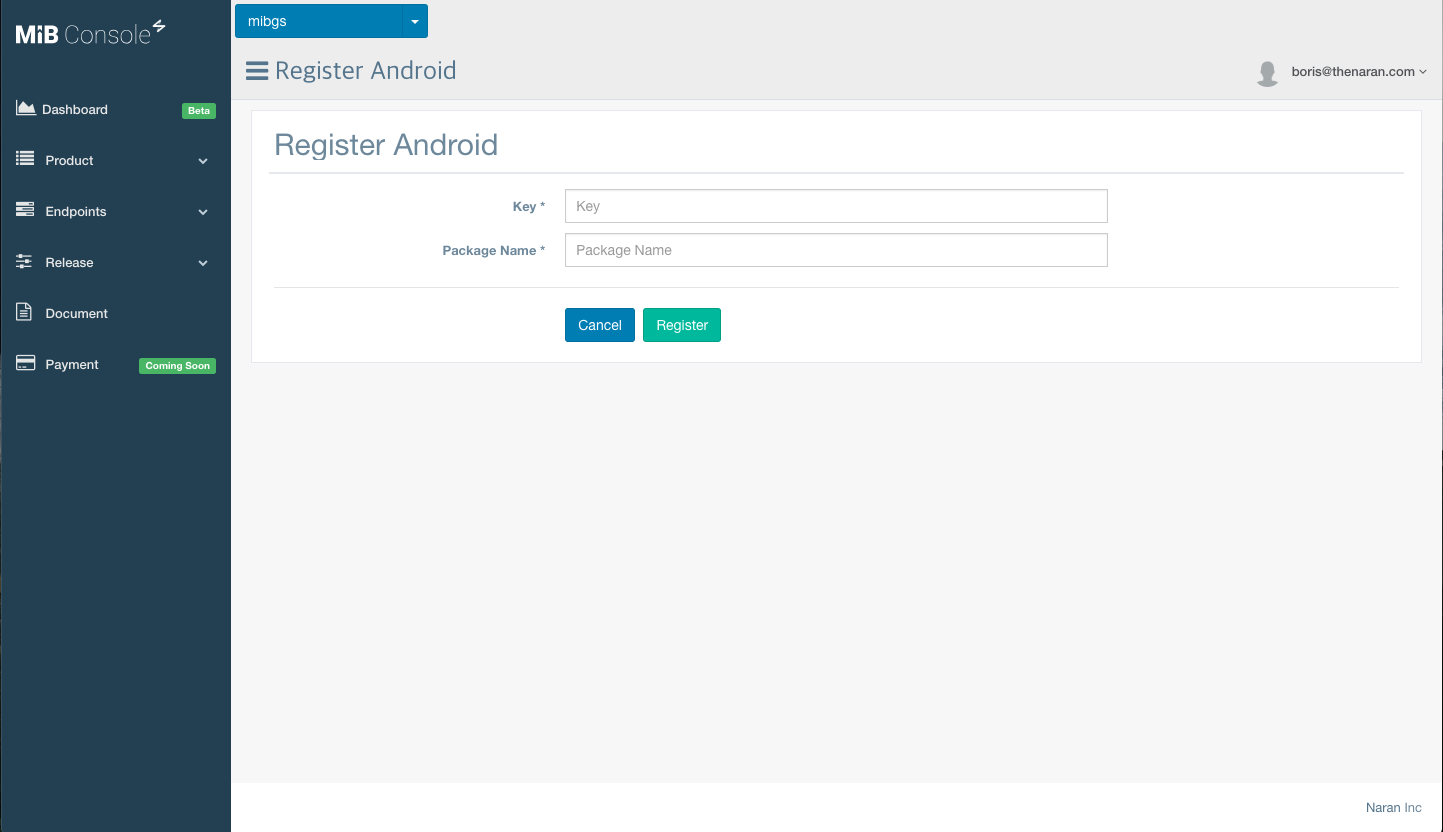 MiB Console
mibgs
Register Android
boris@thenaran.com
Dashboard Beta
Product
Endpoints
Release
Document
Payment Coming Soon
Register Android
Key * Key
Package Name * Package Name
Cancel Register
Naran Inc